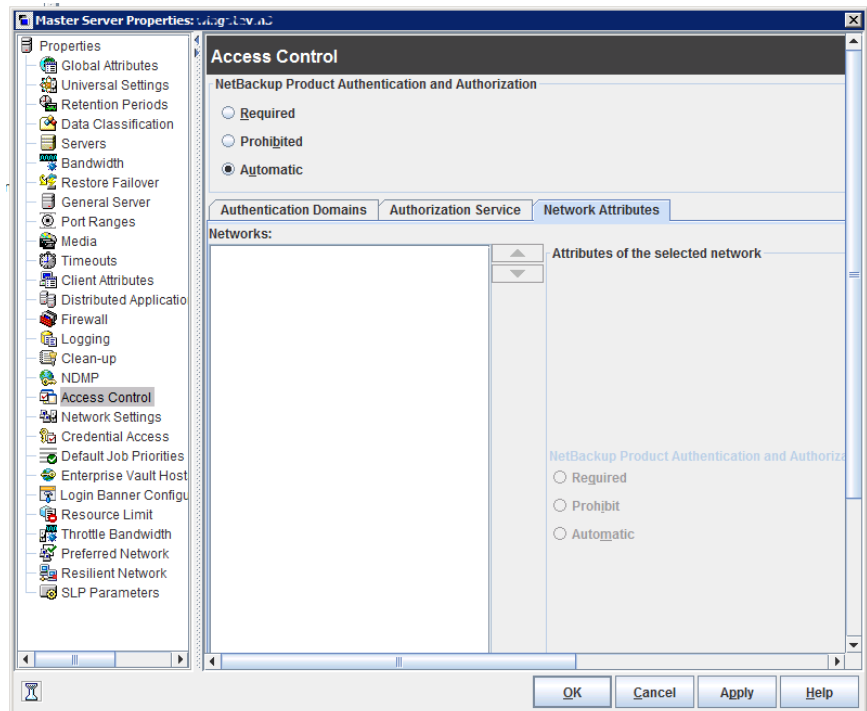 Master Server Properties:
Properties
Global Attributes
Universal Settings
Retention Periods
Data Classification
Servers
Bandwidth
Restore Failover
General Server
Port Ranges
Media
Timeouts
Client Attributes
Distributed Applicatio
Firewall
Logging
Clean-up
NDMP
Access Control
Network Settings
Credential Access
Default Job Priorities
Enterprise Vault Host
Login Banner Configu
Resource Limit
Throttle Bandwidth
Preferred Network
Resilient Network
SLP Parameters
Access Control
NetBackup Product Authentication and Authorization
Required
Prohibited
Automatic
Authentication Domains Authorization Service Network Attributes
Networks:
Attributes of the selected network
NetBackup Product Authentication and Authoriza
Required
Prohibit
Automatic
OK Cancel Apply Help